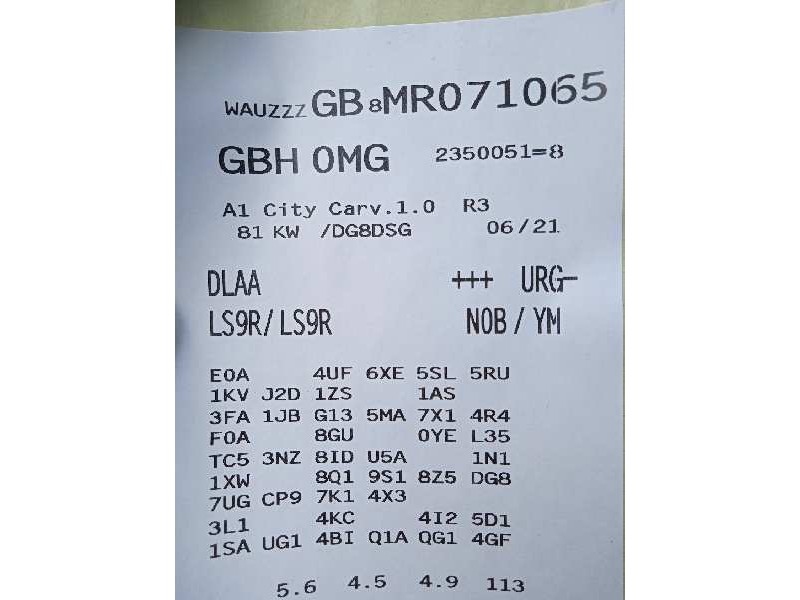 WAUZZZGB8MR071065
GBH 0MG 2350051=8
A1 City Carv.1.0 R3
81 KW /DG8DSG 06/21
DLAA +++ URG-
LS9R/LS9R N0B/YM
E0A 4UF 6XE 5SL 5RU
1KV J2D 1ZS 1AS
3FA 1JB G13 5MA 7X1 4R4
F0A 8GU 0YE L35
TC5 3NZ 8ID U5A 1N1
1XW 8Q1 9S1 8Z5 DG8
7UG CP9 7K1 4X3
3L1 4KC 4I2 5D1
1SA UG1 4BI Q1A QG1 4GF
5.6 4.5 4.9 113